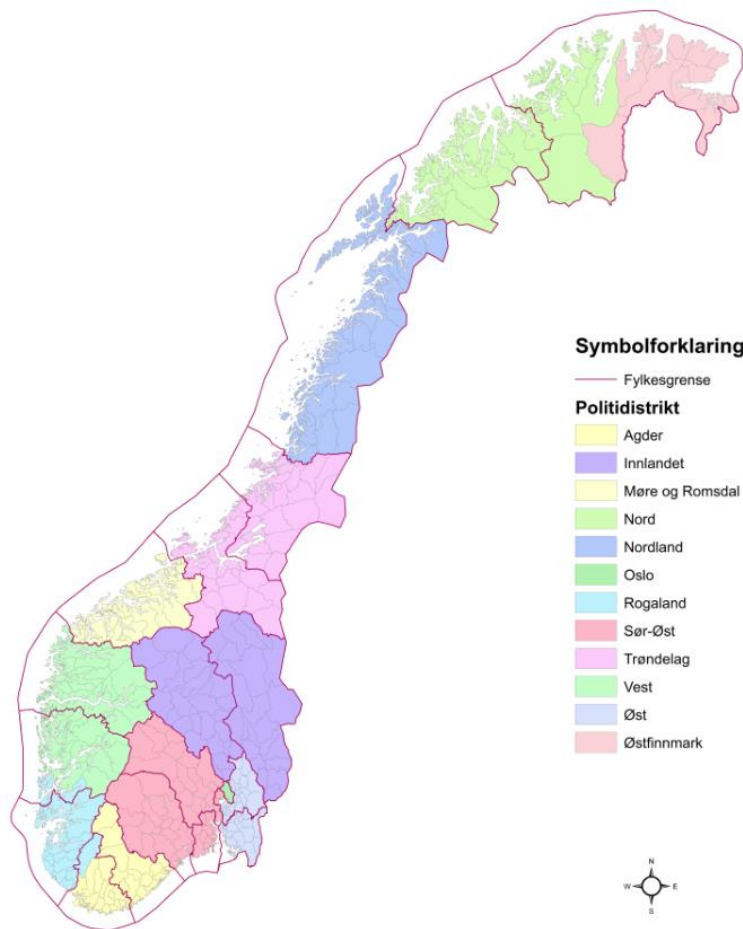 Symbolforklaring
Fylkesgrense
Politidistrikt
Agder
Innlandet
Møre og Romsdal
Nord
Nordland
Oslo
Rogaland
Sør-Øst
Trøndelag
Vest
Øst
Østfinnmark
N
W E
S